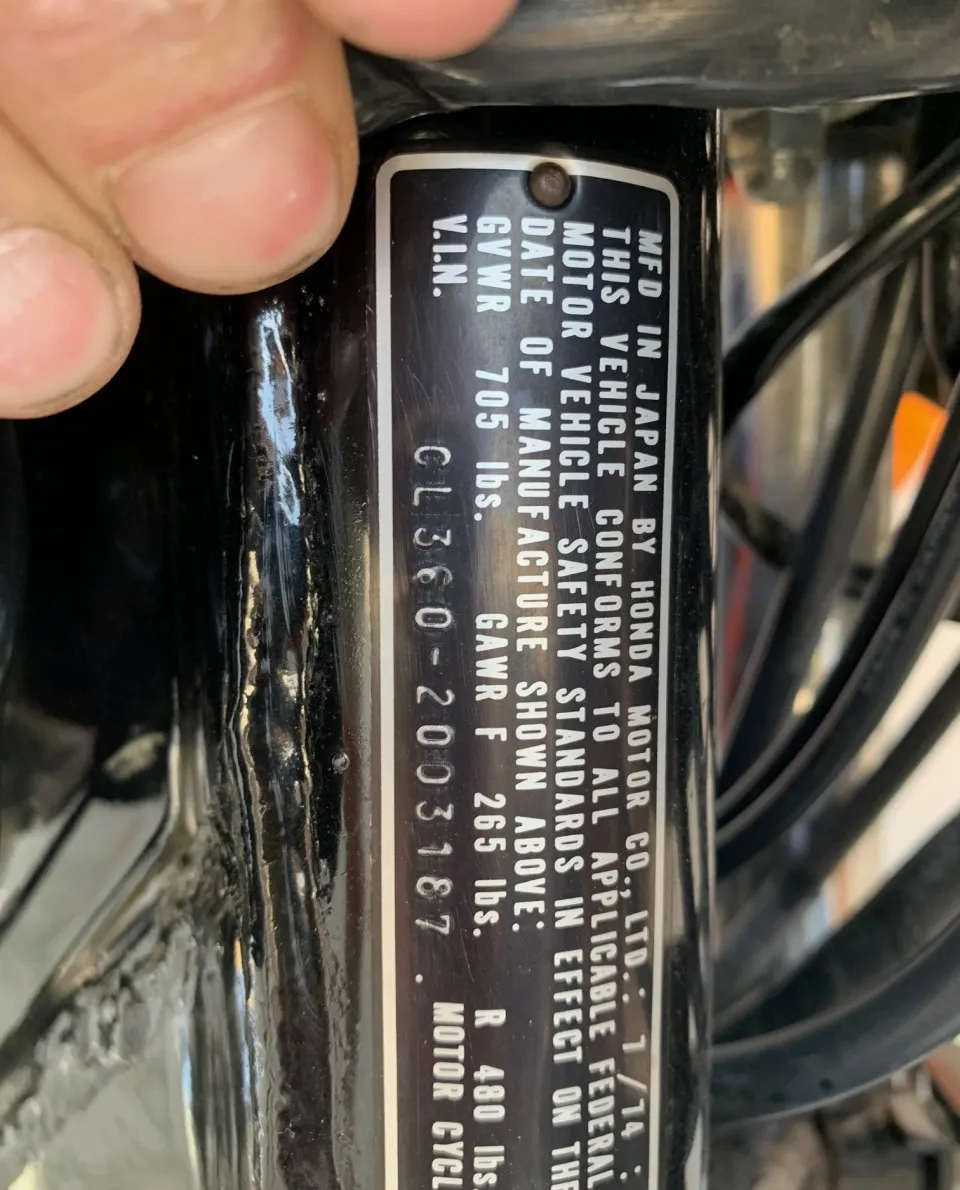 MFD IN JAPAN BY HONDA MOTOR CO., LTD. : 1/74 :
THIS VEHICLE CONFORMS TO ALL APPLICABLE FEDERAL
MOTOR VEHICLE SAFETY STANDARDS IN EFFECT ON THE
DATE OF MANUFACTURE SHOWN ABOVE:
GVWR 705 lbs. GAWR F 265 lbs. R 480 lbs.
V.I.N. CL360-2003187 . MOTOR CYCL